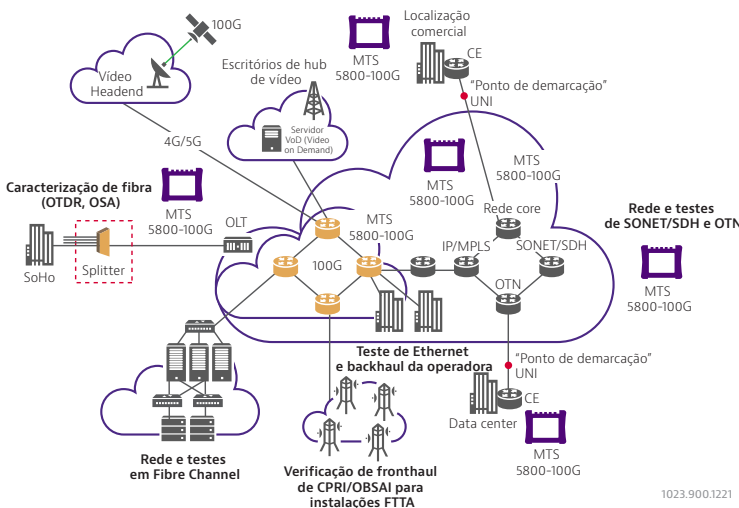 100G
Vídeo
Headend
Escritórios de hub
de vídeo
Servidor
VoD (Video
on Demand)
4G/5G
MTS
5800-100G
Localização
comercial
CE
"Ponto de demarcação"
UNI
MTS
5800-100G
MTS
5800-100G
Caracterização de fibra
(OTDR, OSA)
MTS
5800-100G
OLT
SoHo
Splitter
MTS
5800-100G
100G
Rede core
IP/MPLS
SONET/SDH
OTN
Rede e testes
de SONET/SDH e OTN
MTS
5800-100G
Teste de Ethernet
e backhaul da operadora
"Ponto de demarcação"
UNI
CE
Data center
MTS
5800-100G
Rede e testes
em Fibre Channel
Verificação de fronthaul
de CPRI/OBSAI para
instalações FTTA
1023.900.1221